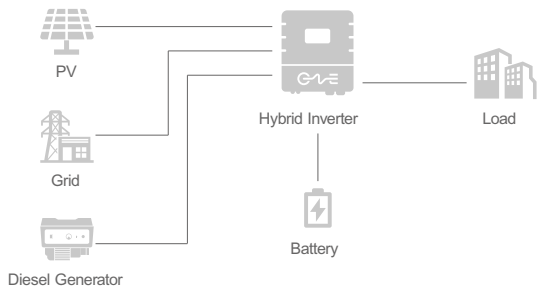 PV
Hybrid Inverter
Load
Grid
Battery
Diesel Generator